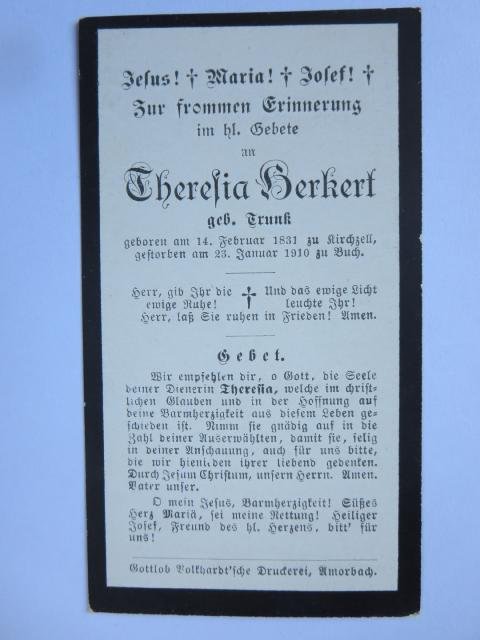 Jesus! † Maria! † Josef! †
Zur frommen Erinnerung
im hl. Gebete
an
Theresia Berkert
geb. Trunk
geboren am 14. Februar 1831 zu Kirchzell,
gestorben am 23. Januar 1910 zu Buch.
Herr, gib Ihr die † Und das ewige Licht
ewige Ruhe! leuchte Ihr!
Herr, laß Sie ruhen in Frieden! Amen.
Gebet.
Wir empfehlen dir, o Gott, die Seele
deiner Dienerin Theresia, welche im christ-
lichen Glauben und in der Hoffnung auf
deine Barmherzigkeit aus diesem Leben ge-
schieden ist. Nimm sie gnädig auf in die
Zahl deiner Auserwählten, damit sie, selig
in deiner Anschauung, auch für uns bitte,
die wir hienieden ihrer liebend gedenken.
Durch Jesum Christum, unsern Herrn. Amen.
Vater unser.
O mein Jesus, Barmherzigkeit! Süßes
Herz Mariä, sei meine Rettung! Heiliger
Josef, Freund des hl. Herzens, bitt' für
uns!
Gottlob Volkhardt'sche Druckerei, Amorbach.